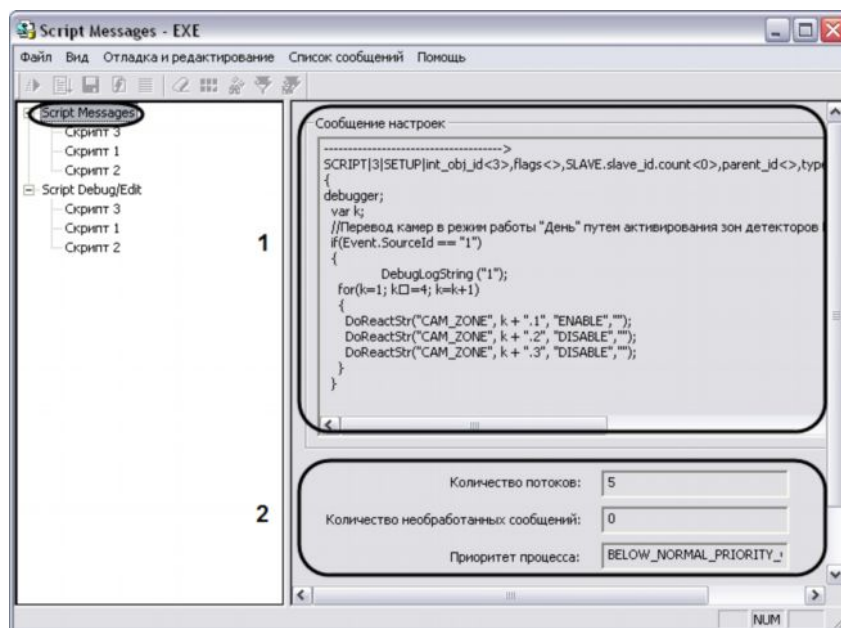 Script Messages - EXE
Файл Вид Отладка и редактирование Список сообщений Помощь
Script Messages
Скрипт 3
Скрипт 1
Скрипт 2
Script Debug/Edit
Скрипт 3
Скрипт 1
Скрипт 2
1
Сообщение настроек
------------------------------------>
SCRIPT|3|SETUP|int_obj_id<3>,flags<>,SLAVE.slave_id.count<0>,parent_id<>,type
{
debugger;
var k;
//Перевод камер в режим работы "День" путем активирования зон детекторов
if(Event.SourceId == "1")
{
DebugLogString ("1");
for(k=1; k□=4; k=k+1)
{
DoReactStr("CAM_ZONE", k + ".1", "ENABLE","");
DoReactStr("CAM_ZONE", k + ".2", "DISABLE","");
DoReactStr("CAM_ZONE", k + ".3", "DISABLE","");
}
}
2
Количество потоков: 5
Количество необработанных сообщений: 0
Приоритет процесса: BELOW_NORMAL_PRIORITY_
NUM